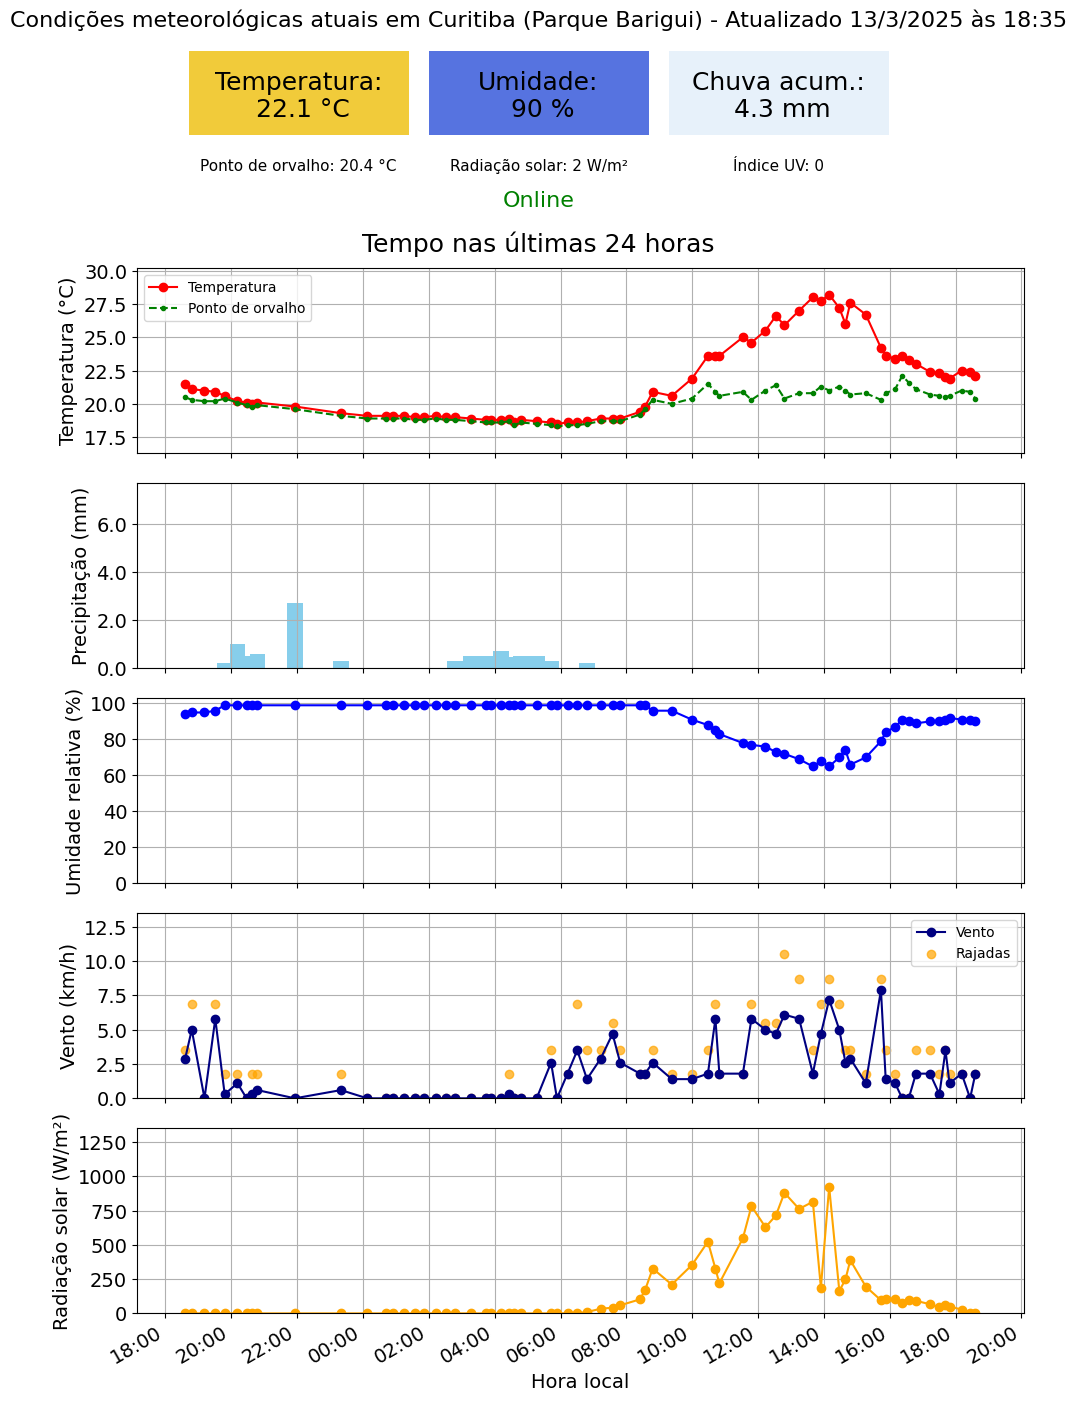 Condições meteorológicas atuais em Curitiba (Parque Barigui) - Atualizado 13/3/2025 às 18:35
Temperatura:
22.1 °C
Umidade:
90 %
Chuva acum.:
4.3 mm
Ponto de orvalho: 20.4 °C
Radiação solar: 2 W/m²
Índice UV: 0
Online
Tempo nas últimas 24 horas
Temperatura (°C)
30.0
27.5
25.0
22.5
20.0
17.5
Temperatura
Ponto de orvalho
Precipitação (mm)
6.0
4.0
2.0
0.0
Umidade relativa (%)
100
80
60
40
20
0
Vento (km/h)
12.5
10.0
7.5
5.0
2.5
0.0
Vento
Rajadas
Radiação solar (W/m²)
1250
1000
750
500
250
0
18:00
20:00
22:00
00:00
02:00
04:00
06:00
08:00
10:00
12:00
14:00
16:00
18:00
20:00
Hora local